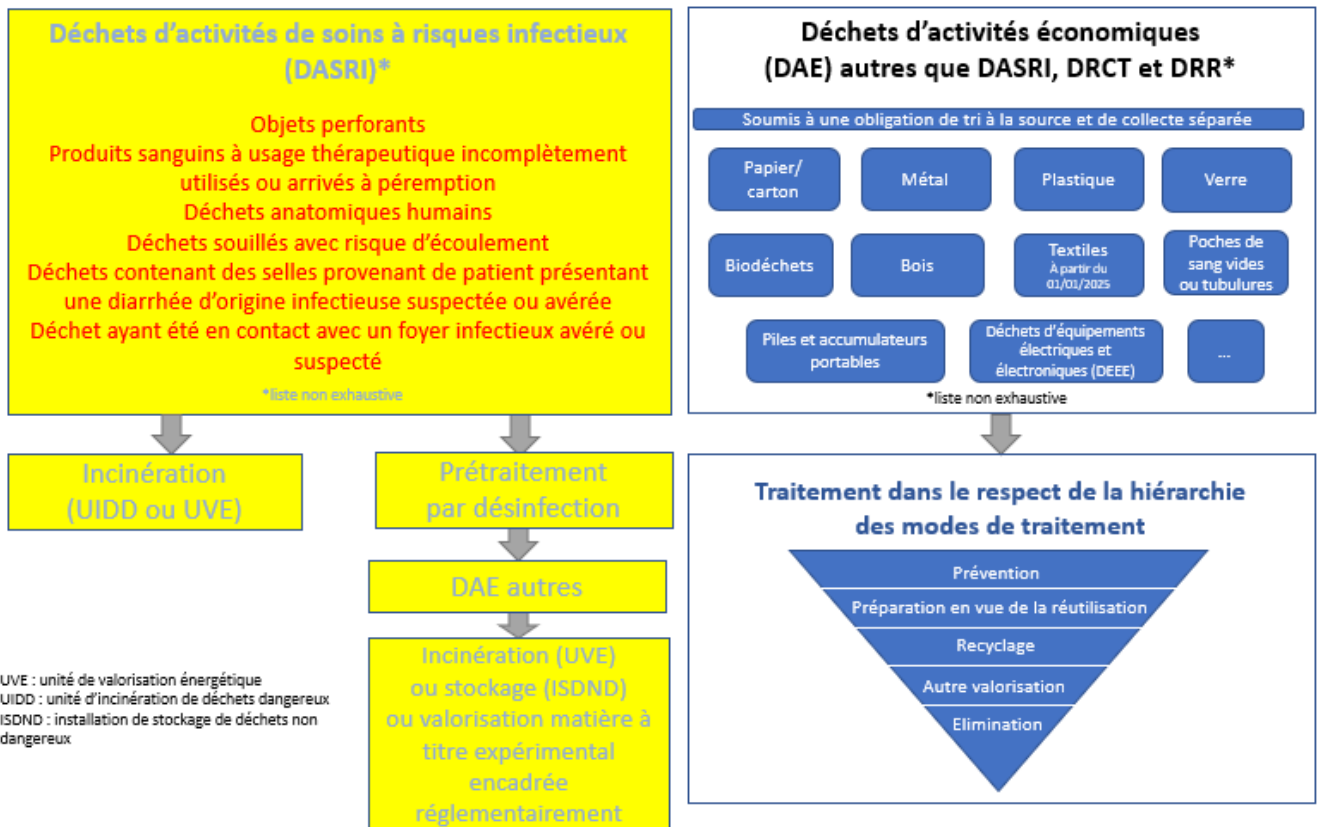 Déchets d'activités de soins à risques infectieux
(DASRI)*
Objets perforants
Produits sanguins à usage thérapeutique incomplètement
utilisés ou arrivés à péremption
Déchets anatomiques humains
Déchets souillés avec risque d'écoulement
Déchets contenant des selles provenant de patient présentant
une diarrhée d'origine infectieuse suspectée ou avérée
Déchet ayant été en contact avec un foyer infectieux avéré ou
suspecté
*liste non exhaustive
Incinération
(UIDD ou UVE)
Prétraitement
par désinfection
DAE autres
Incinération (UVE)
ou stockage (ISDND)
ou valorisation matière à
titre expérimental
encadrée
réglementairement
UVE : unité de valorisation énergétique
UIDD : unité d'incinération de déchets dangereux
ISDND : installation de stockage de déchets non
dangereux
Déchets d'activités économiques
(DAE) autres que DASRI, DRCT et DRR*
Soumis à une obligation de tri à la source et de collecte séparée
Papier/
carton
Métal
Plastique
Verre
Biodéchets
Bois
Textiles
À partir du
01/01/2025
Poches de
sang vides
ou tubulures
Piles et accumulateurs
portables
Déchets d'équipements
électriques et
électroniques (DEEE)
...
*liste non exhaustive
Traitement dans le respect de la hiérarchie
des modes de traitement
Prévention
Préparation en vue de la réutilisation
Recyclage
Autre valorisation
Elimination